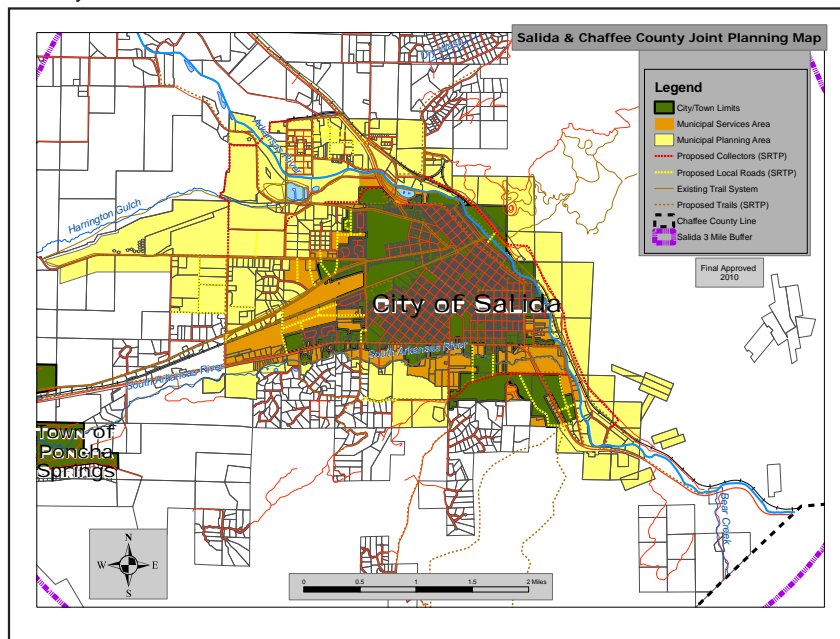 Salida & Chaffee County Joint Planning Map
Legend
City/Town Limits
Municipal Services Area
Municipal Planning Area
Proposed Collectors (SRTP)
Proposed Local Roads (SRTP)
Existing Trail System
Proposed Trails (SRTP)
Chaffee County Line
Salida 3 Mile Buffer
Final Approved
2010
Arkansas River
Harrington Gulch
City of Salida
South Arkansas River
South Arkansas River
Town of
Poncha
Springs
Bear Creek
N
W E
S
0 0.5 1 1.5 2 Miles